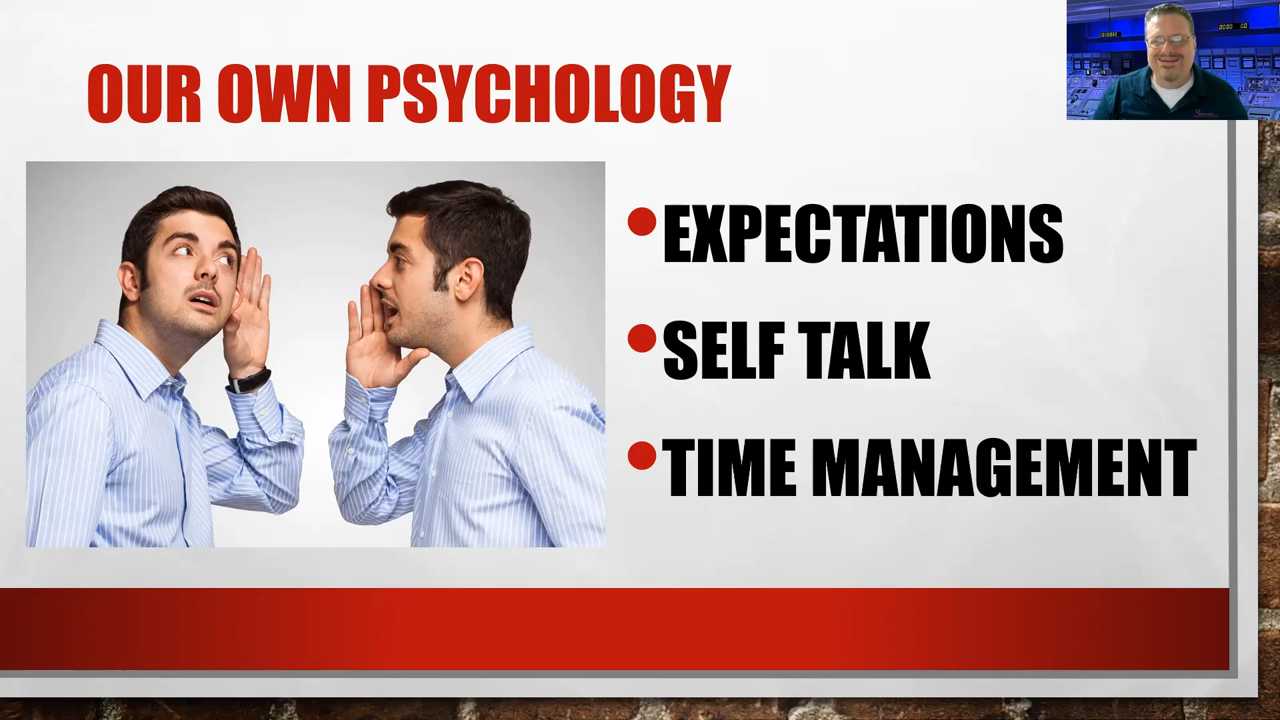 OUR OWN PSYCHOLOGY
EXPECTATIONS
SELF TALK
TIME MANAGEMENT